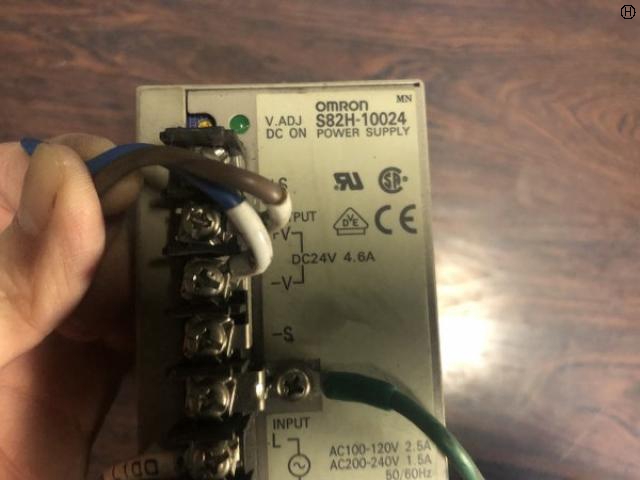 H
OMRON MN
V.ADJ S82H-10024
DC ON POWER SUPPLY
+S
PUT
+V
DC24V 4.6A
-V
-S
INPUT
L
AC100-120V 2.5A
AC200-240V 1.5A
50/60Hz